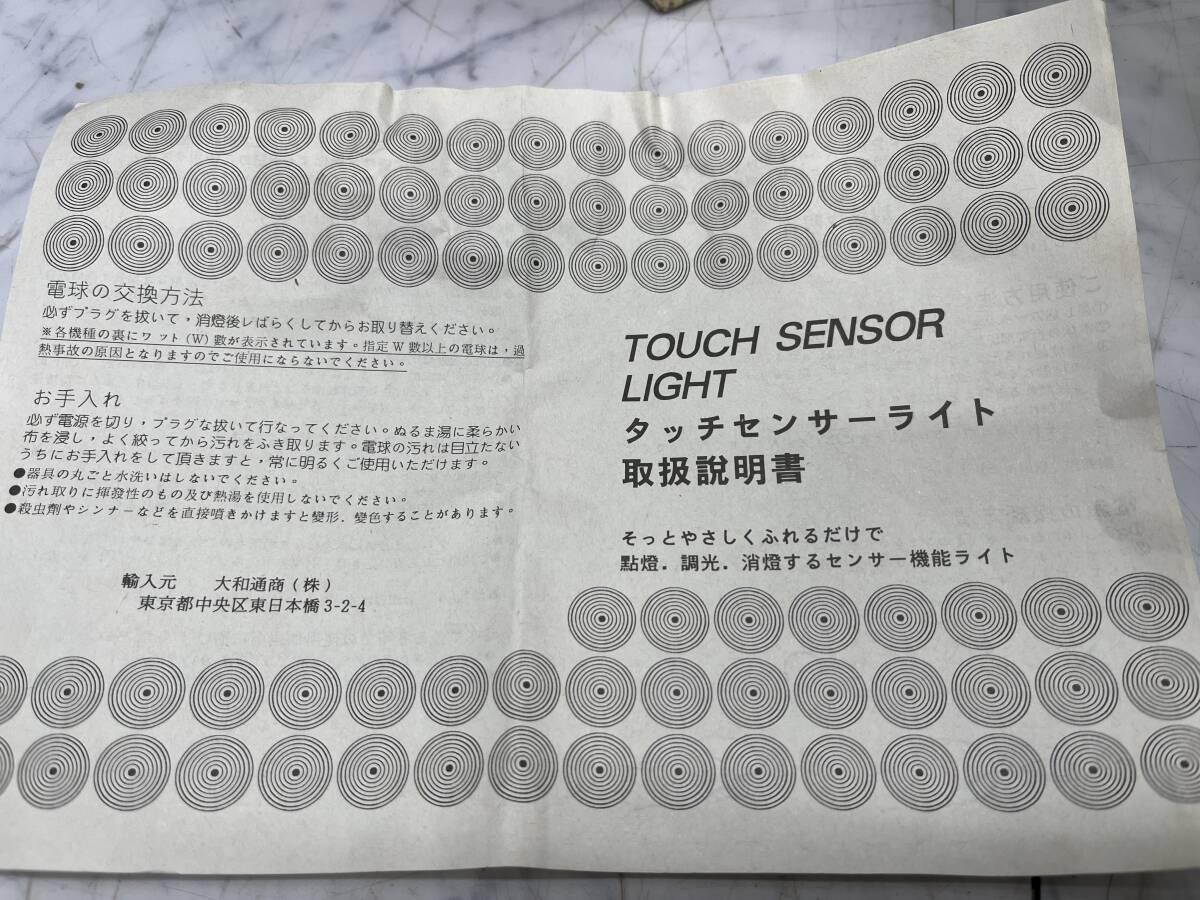 電球の交換方法
必ずプラグを抜いて，消燈後レばらくしてからお取り替えください。
※各機種の裏にワット(W)數が表示されています。指定W數以上の電球は，過
熱事故の原因となりますのでご使用にならないでください。
お手入れ
必ず電源を切り，プラグな抜いて行なってください。ぬるま湯に柔らかい
布を浸し，よく絞ってから汚れをふき取ります。電球の汚れは目立たない
うちにお手入れをして頂きますと，常に明るくご使用いただけます。
●器具の丸ごと水洗いはしないでください。
●汚れ取りに揮發性のもの及び熱湯を使用しないでください。
●殺虫劑やシンナーなどを直接噴きかけますと變形．變色することがあります。
輸入元　大和通商(株)
東京都中央区東日本橋3-2-4
TOUCH SENSOR
LIGHT
タッチセンサーライト
取扱説明書
そっとやさしくふれるだけで
點燈．調光．消燈するセンサー機能ライト